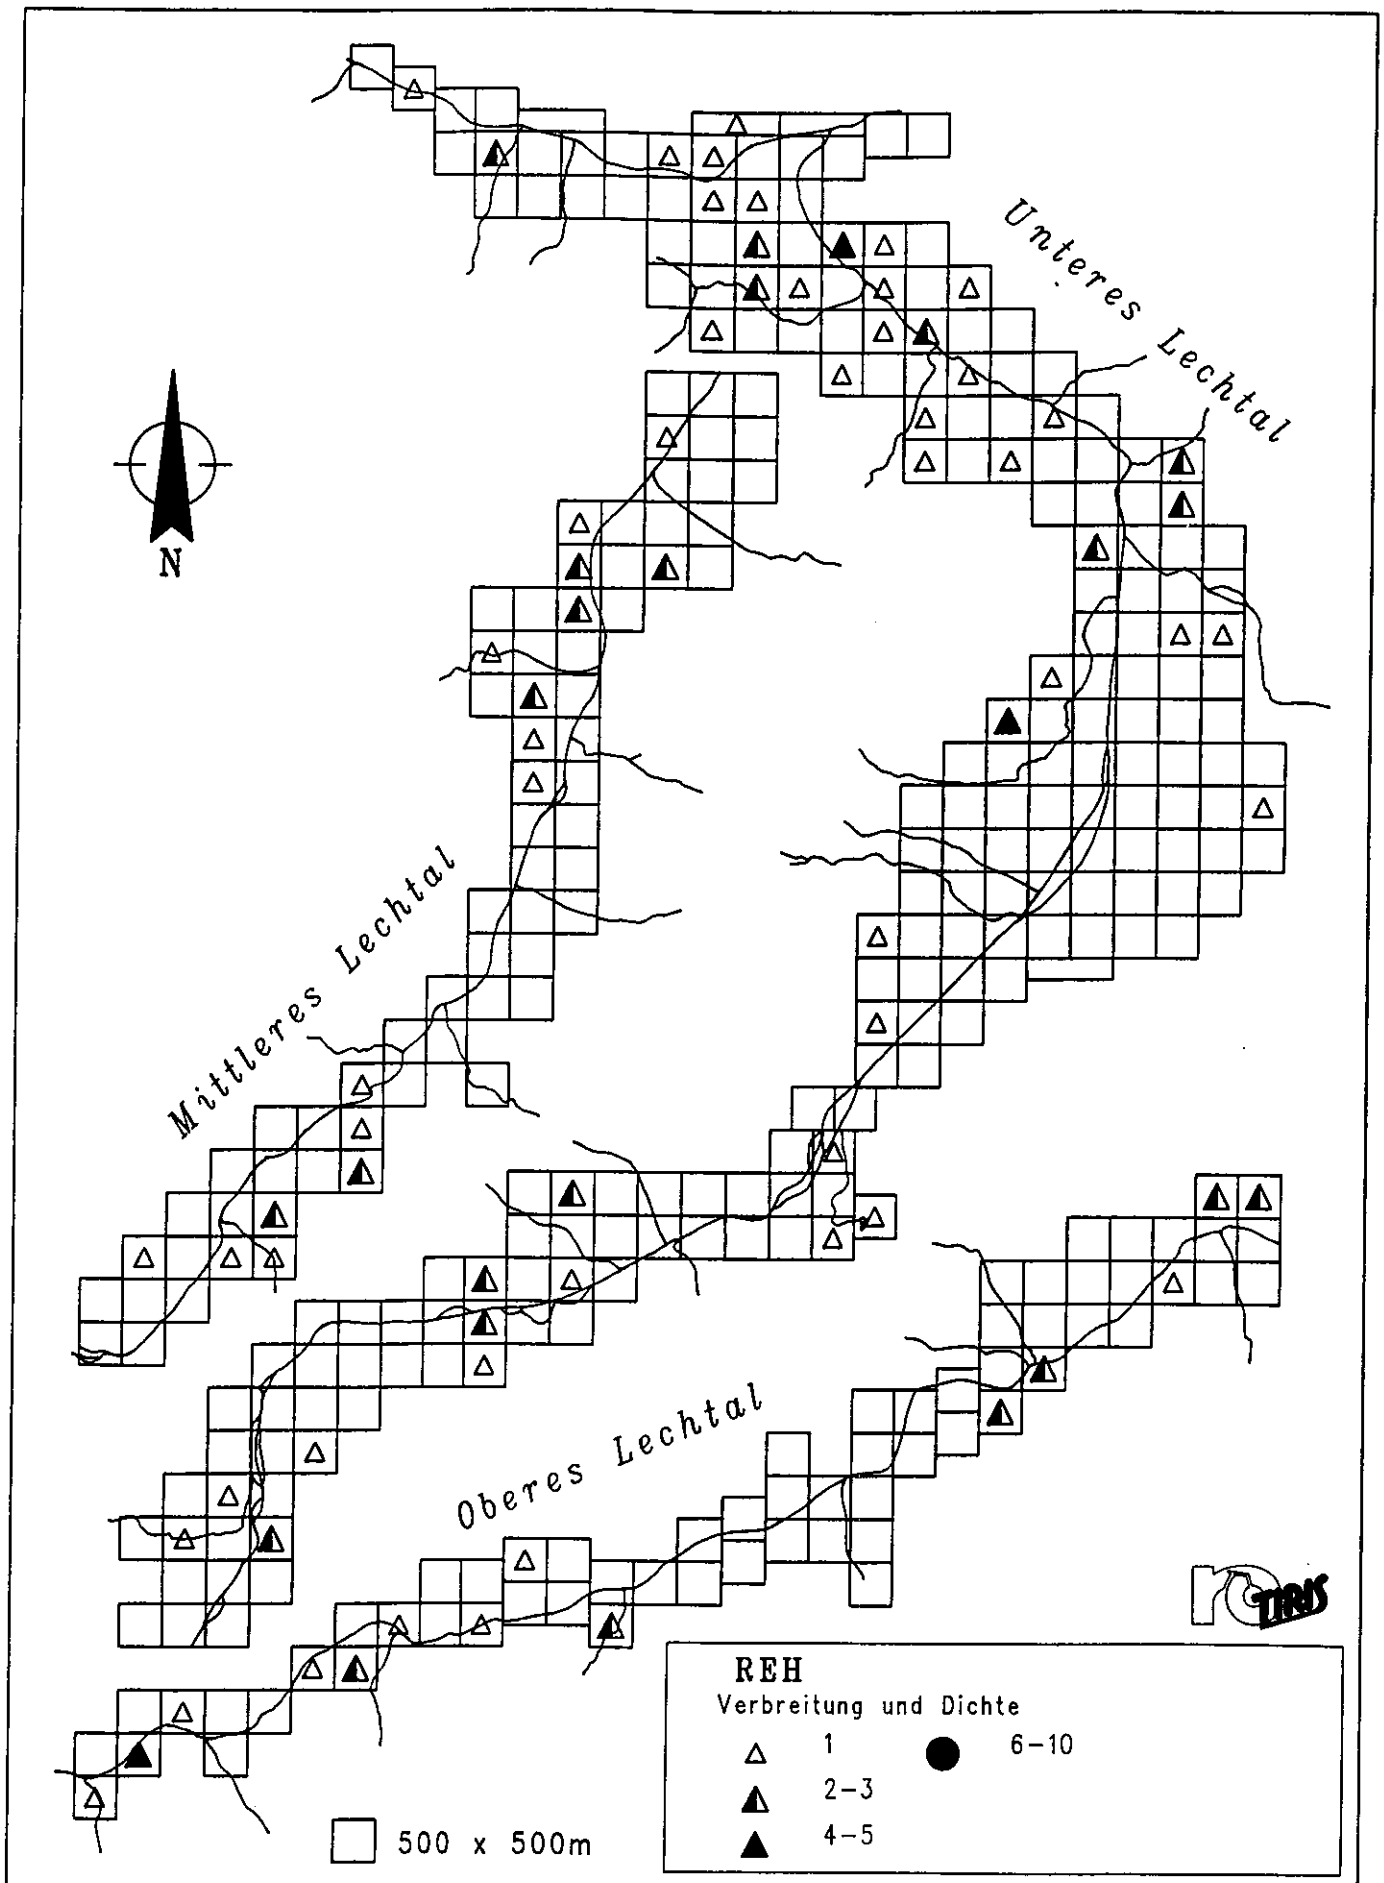 Unteres Lechtal
N
Mittleres Lechtal
Oberes Lechtal
TIRIS
REH
Verbreitung und Dichte
1 6-10
2-3
4-5
500 x 500m